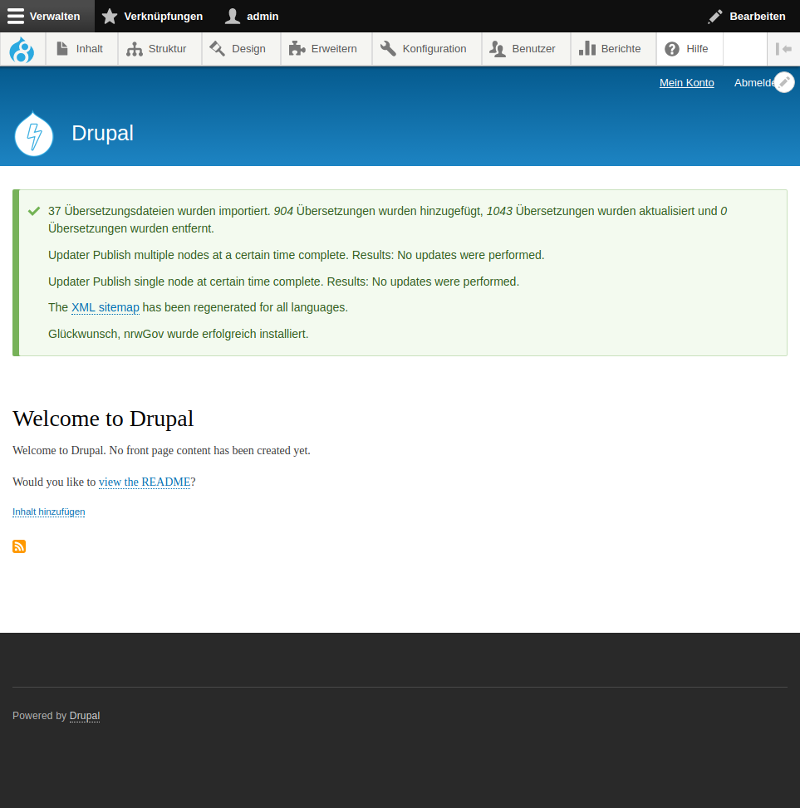 Verwalten Verknüpfungen admin Bearbeiten
Inhalt Struktur Design Erweitern Konfiguration Benutzer Berichte Hilfe
Mein Konto Abmelde
Drupal
37 Übersetzungsdateien wurden importiert. 904 Übersetzungen wurden hinzugefügt, 1043 Übersetzungen wurden aktualisiert und 0
Übersetzungen wurden entfernt.
Updater Publish multiple nodes at a certain time complete. Results: No updates were performed.
Updater Publish single node at certain time complete. Results: No updates were performed.
The XML sitemap has been regenerated for all languages.
Glückwunsch, nrwGov wurde erfolgreich installiert.
Welcome to Drupal
Welcome to Drupal. No front page content has been created yet.
Would you like to view the README?
Inhalt hinzufügen
Powered by Drupal